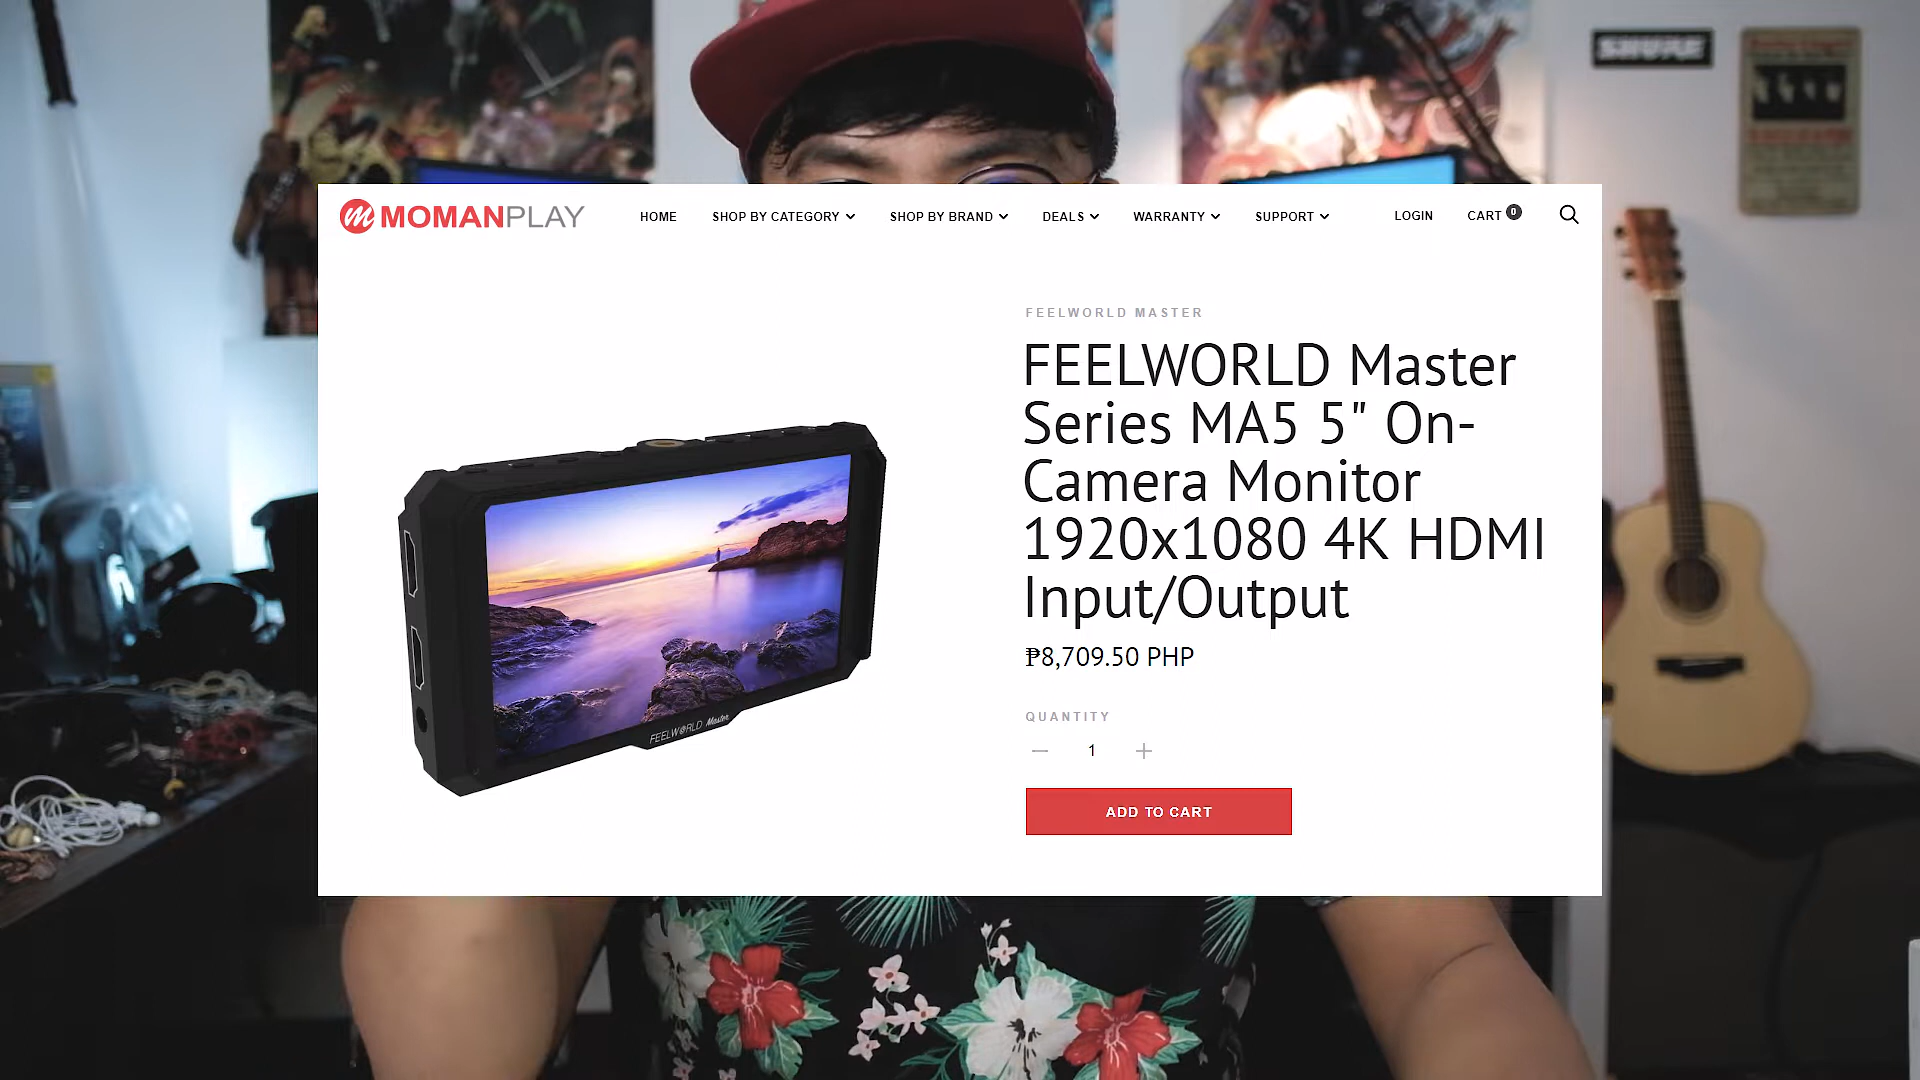 SHURE
MOMANPLAY
HOME SHOP BY CATEGORY SHOP BY BRAND DEALS WARRANTY SUPPORT LOGIN CART 0
FEELWORLD MASTER
FEELWORLD Master
Series MA5 5" On-
Camera Monitor
1920x1080 4K HDMI
Input/Output
₱8,709.50 PHP
QUANTITY
— 1 +
ADD TO CART
FEELWORLD Master